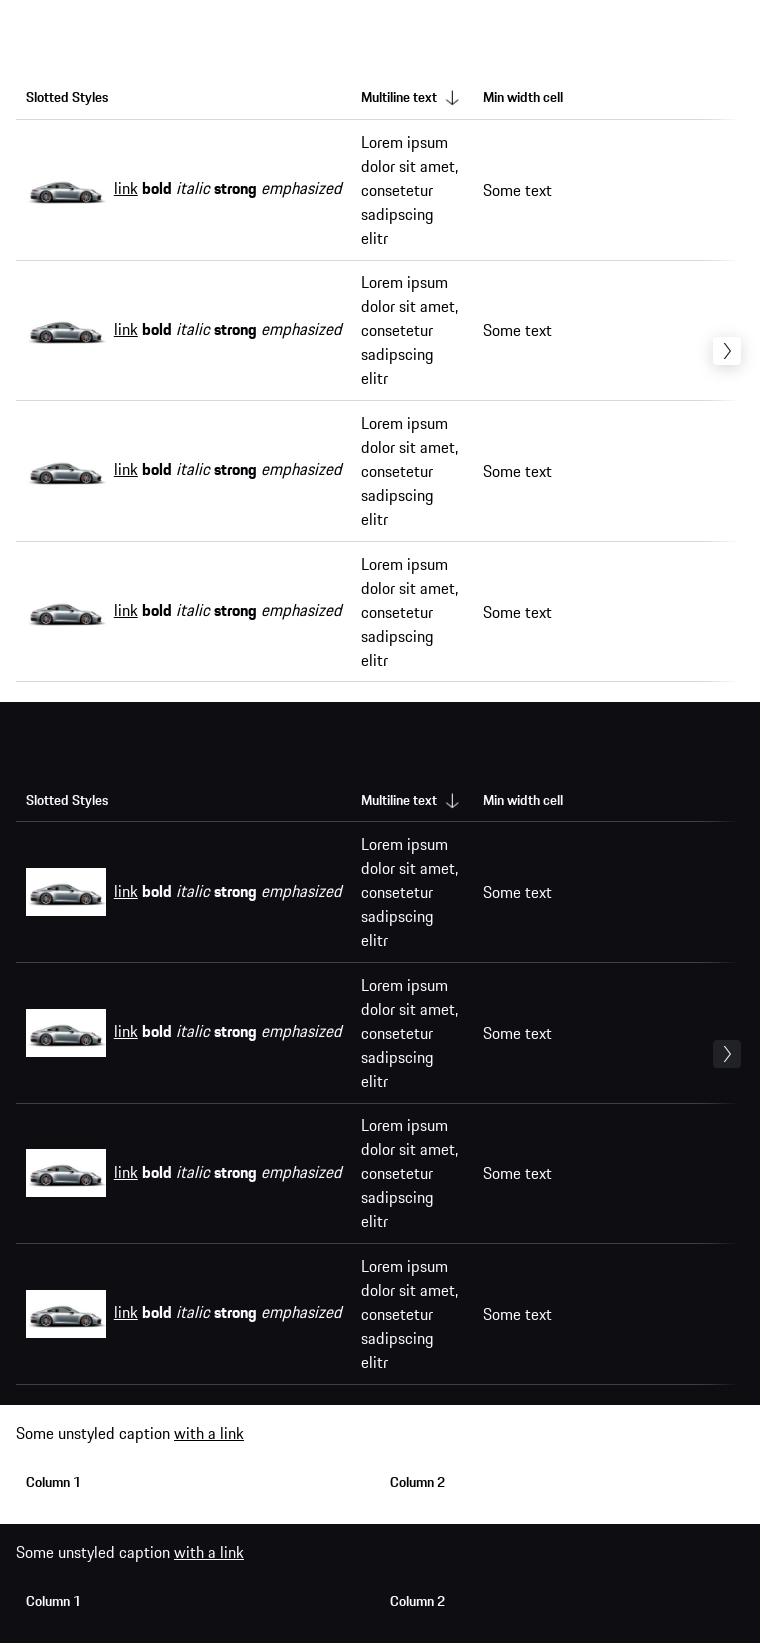 Slotted Styles Multiline text Min width cell
link bold italic strong emphasized
Lorem ipsum
dolor sit amet,
consetetur
sadipscing
elitr
Some text
link bold italic strong emphasized
Lorem ipsum
dolor sit amet,
consetetur
sadipscing
elitr
Some text
link bold italic strong emphasized
Lorem ipsum
dolor sit amet,
consetetur
sadipscing
elitr
Some text
link bold italic strong emphasized
Lorem ipsum
dolor sit amet,
consetetur
sadipscing
elitr
Some text
Slotted Styles Multiline text Min width cell
link bold italic strong emphasized
Lorem ipsum
dolor sit amet,
consetetur
sadipscing
elitr
Some text
link bold italic strong emphasized
Lorem ipsum
dolor sit amet,
consetetur
sadipscing
elitr
Some text
link bold italic strong emphasized
Lorem ipsum
dolor sit amet,
consetetur
sadipscing
elitr
Some text
link bold italic strong emphasized
Lorem ipsum
dolor sit amet,
consetetur
sadipscing
elitr
Some text
Some unstyled caption with a link
Column 1 Column 2
Some unstyled caption with a link
Column 1 Column 2